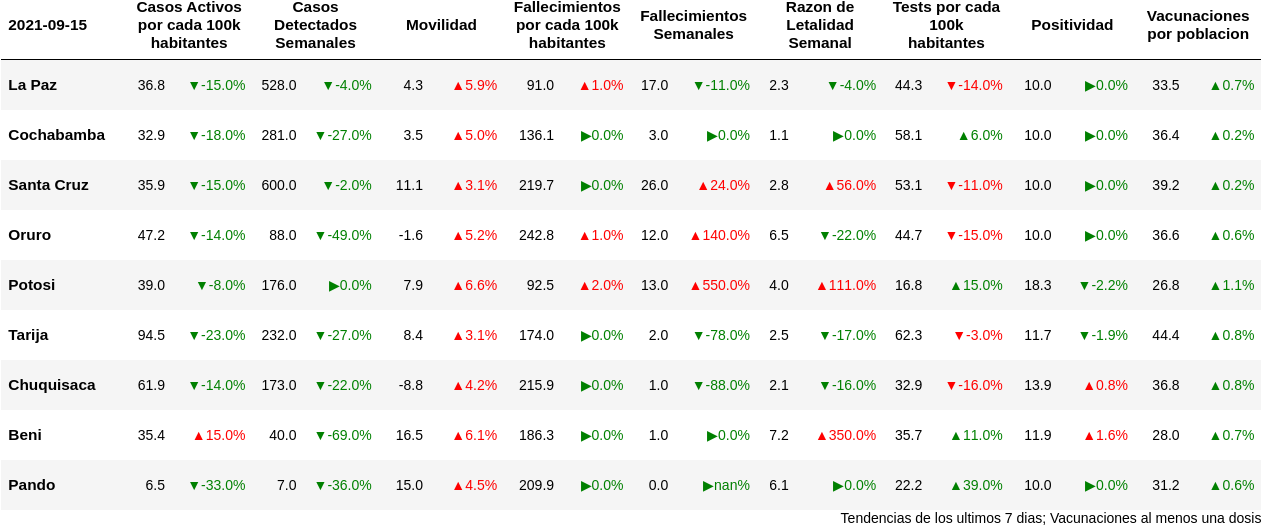 2021-09-15 Casos Activos por cada 100k habitantes Casos Detectados Semanales Movilidad Fallecimientos por cada 100k habitantes Fallecimientos Semanales Razon de Letalidad Semanal Tests por cada 100k habitantes Positividad Vacunaciones por poblacion
La Paz 36.8 ▼-15.0% 528.0 ▼-4.0% 4.3 ▲5.9% 91.0 ▲1.0% 17.0 ▼-11.0% 2.3 ▼-4.0% 44.3 ▼-14.0% 10.0 ▶0.0% 33.5 ▲0.7%
Cochabamba 32.9 ▼-18.0% 281.0 ▼-27.0% 3.5 ▲5.0% 136.1 ▶0.0% 3.0 ▶0.0% 1.1 ▶0.0% 58.1 ▲6.0% 10.0 ▶0.0% 36.4 ▲0.2%
Santa Cruz 35.9 ▼-15.0% 600.0 ▼-2.0% 11.1 ▲3.1% 219.7 ▶0.0% 26.0 ▲24.0% 2.8 ▲56.0% 53.1 ▼-11.0% 10.0 ▶0.0% 39.2 ▲0.2%
Oruro 47.2 ▼-14.0% 88.0 ▼-49.0% -1.6 ▲5.2% 242.8 ▲1.0% 12.0 ▲140.0% 6.5 ▼-22.0% 44.7 ▼-15.0% 10.0 ▶0.0% 36.6 ▲0.6%
Potosi 39.0 ▼-8.0% 176.0 ▶0.0% 7.9 ▲6.6% 92.5 ▲2.0% 13.0 ▲550.0% 4.0 ▲111.0% 16.8 ▲15.0% 18.3 ▼-2.2% 26.8 ▲1.1%
Tarija 94.5 ▼-23.0% 232.0 ▼-27.0% 8.4 ▲3.1% 174.0 ▶0.0% 2.0 ▼-78.0% 2.5 ▼-17.0% 62.3 ▼-3.0% 11.7 ▼-1.9% 44.4 ▲0.8%
Chuquisaca 61.9 ▼-14.0% 173.0 ▼-22.0% -8.8 ▲4.2% 215.9 ▶0.0% 1.0 ▼-88.0% 2.1 ▼-16.0% 32.9 ▼-16.0% 13.9 ▲0.8% 36.8 ▲0.8%
Beni 35.4 ▲15.0% 40.0 ▼-69.0% 16.5 ▲6.1% 186.3 ▶0.0% 1.0 ▶0.0% 7.2 ▲350.0% 35.7 ▲11.0% 11.9 ▲1.6% 28.0 ▲0.7%
Pando 6.5 ▼-33.0% 7.0 ▼-36.0% 15.0 ▲4.5% 209.9 ▶0.0% 0.0 ▶nan% 6.1 ▶0.0% 22.2 ▲39.0% 10.0 ▶0.0% 31.2 ▲0.6%
Tendencias de los ultimos 7 dias; Vacunaciones al menos una dosis